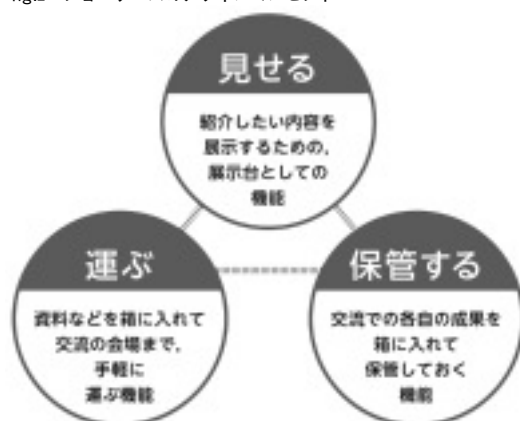 見せる
紹介したい内容を
展示するための,
展示台としての
機能
運ぶ
資料などを箱に入れて
交流の会場まで,
手軽に
運ぶ機能
保管する
交流での各自の成果を
箱に入れて
保管しておく
機能